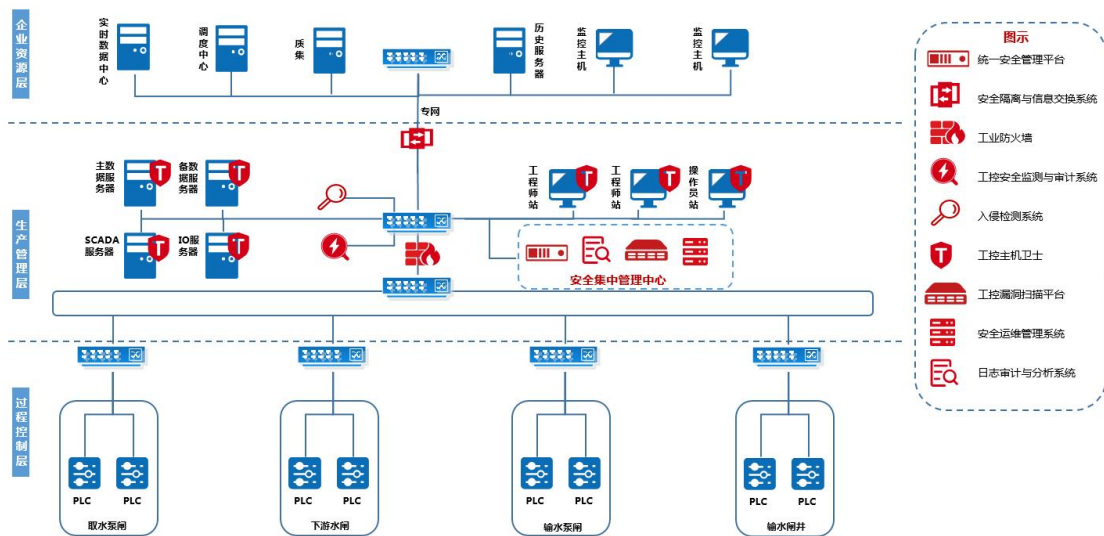 企业资源层
实时数据中心
调度中心
质集
历史服务器
监控主机
监控主机
专网
生产管理层
主数据服务器
备数据服务器
工程师站
工程师站
操作员站
SCADA
服务器
IO服务器
安全集中管理中心
过程控制层
PLC
PLC
取水泵闸
PLC
PLC
下游水闸
PLC
PLC
输水泵闸
PLC
PLC
输水闸井
图示
统一安全管理平台
安全隔离与信息交换系统
工业防火墙
工控安全监测与审计系统
入侵检测系统
工控主机卫士
工控漏洞扫描平台
安全运维管理系统
日志审计与分析系统